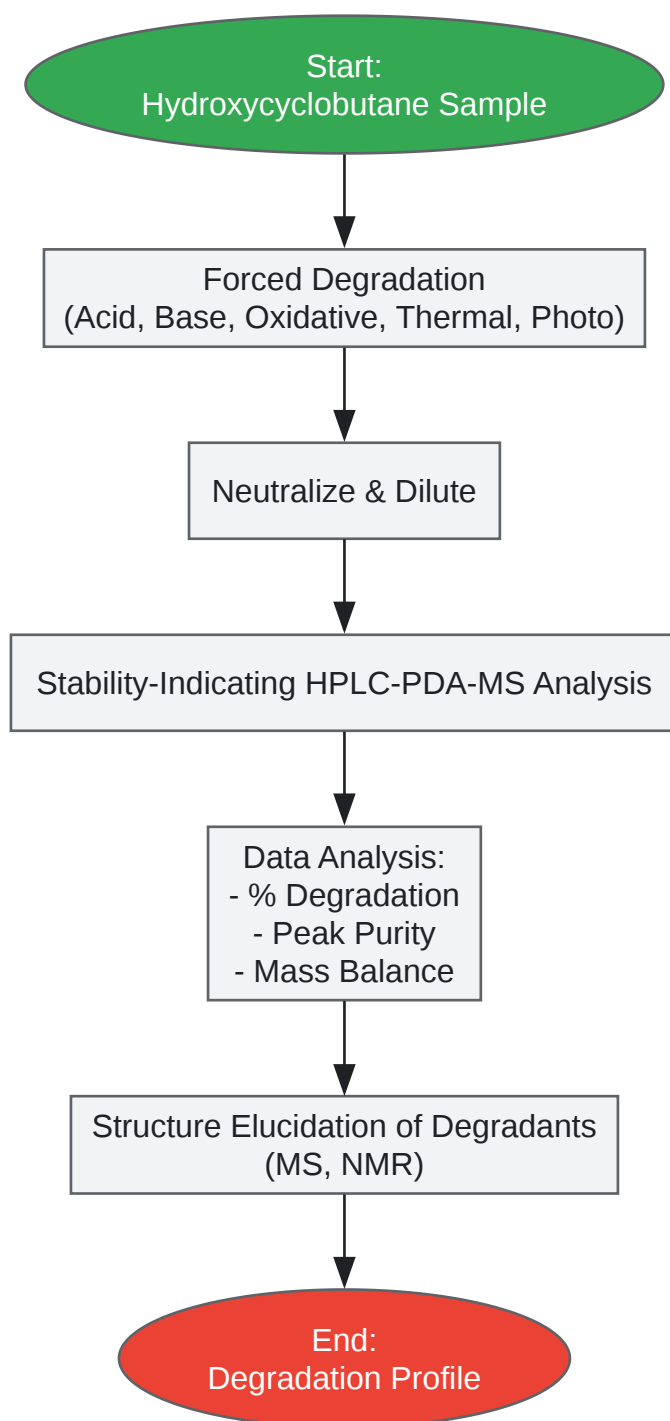 Start:
Hydroxycyclobutane Sample
Forced Degradation
(Acid, Base, Oxidative, Thermal, Photo)
Neutralize & Dilute
Stability-Indicating HPLC-PDA-MS Analysis
Data Analysis:
- % Degradation
- Peak Purity
- Mass Balance
Structure Elucidation of Degradants
(MS, NMR)
End:
Degradation Profile